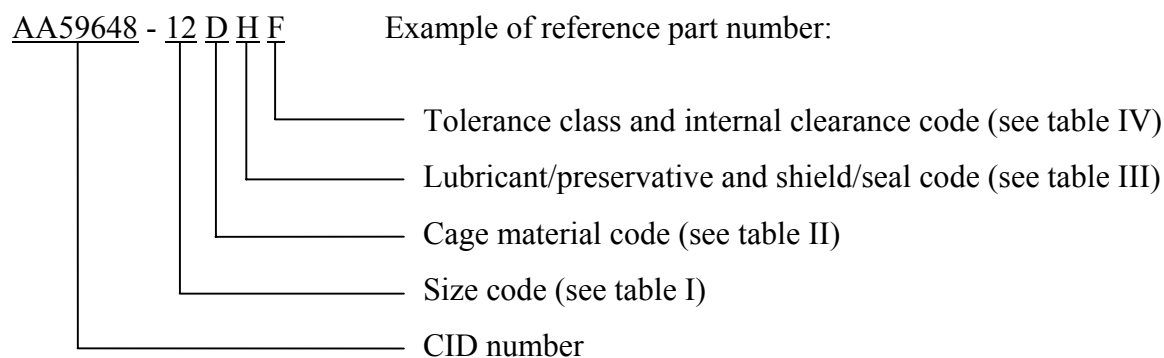 AA59648 - 12 D H F Example of reference part number:
Tolerance class and internal clearance code (see table IV)
Lubricant/preservative and shield/seal code (see table III)
Cage material code (see table II)
Size code (see table I)
CID number